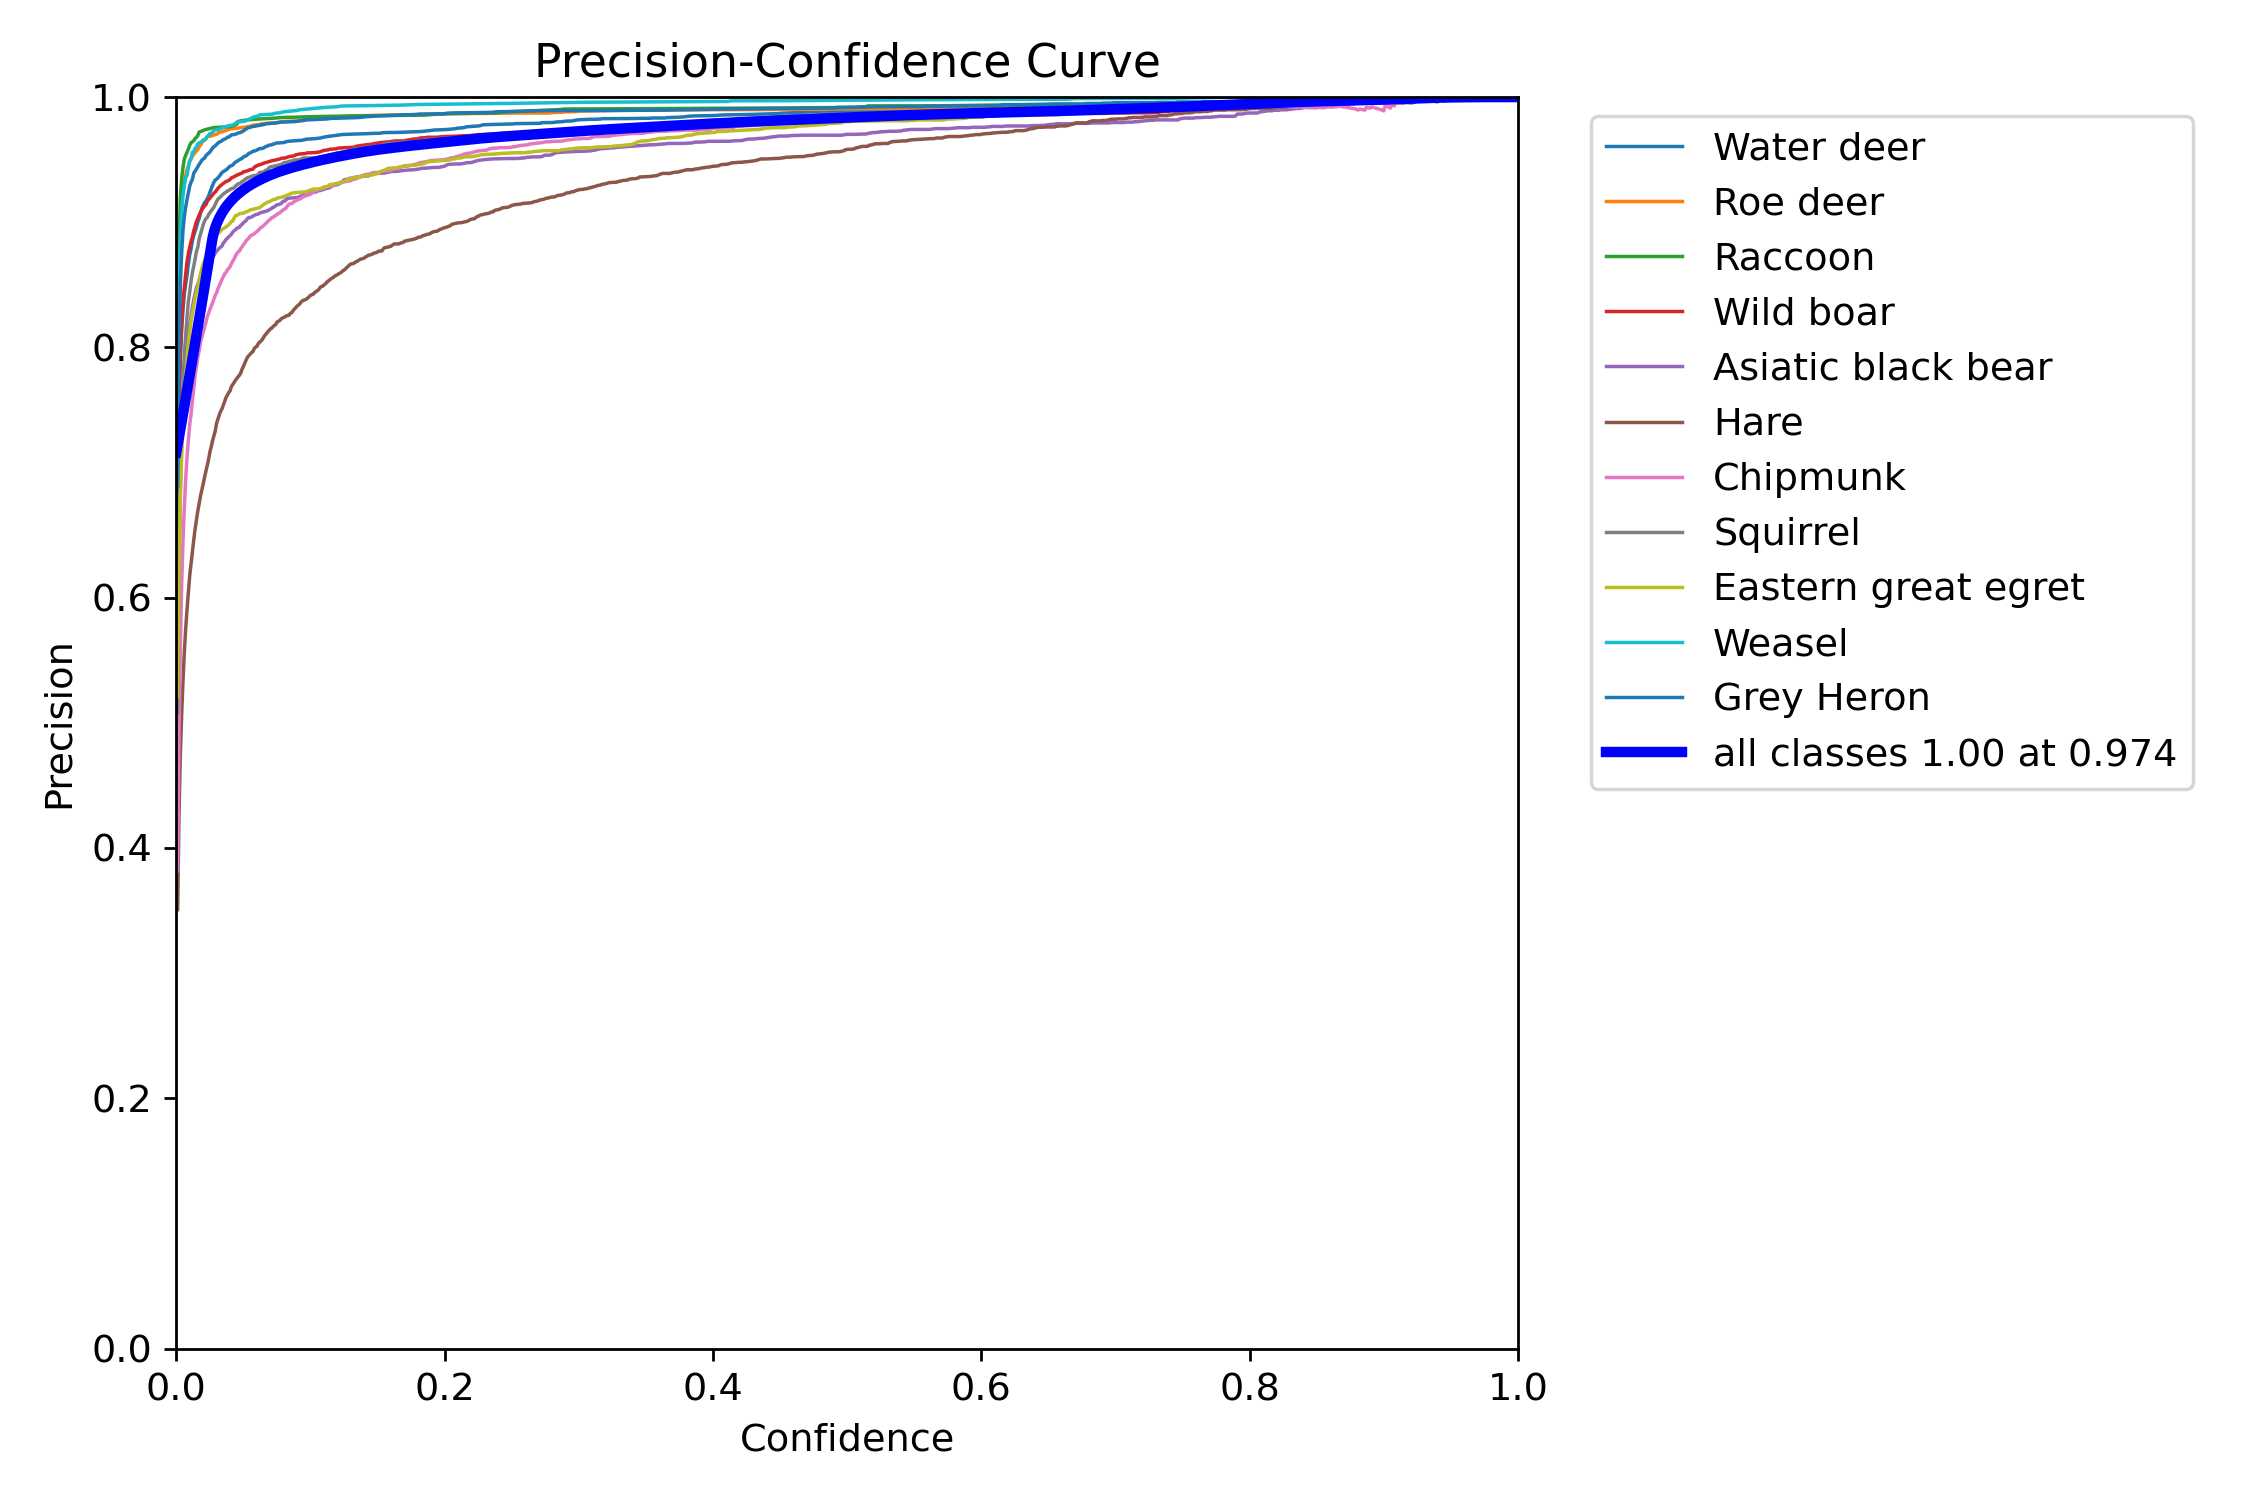 Precision-Confidence Curve
1.0
0.8
0.6
0.4
0.2
0.0
Precision
0.0 0.2 0.4 0.6 0.8 1.0
Confidence
Water deer
Roe deer
Raccoon
Wild boar
Asiatic black bear
Hare
Chipmunk
Squirrel
Eastern great egret
Weasel
Grey Heron
all classes 1.00 at 0.974